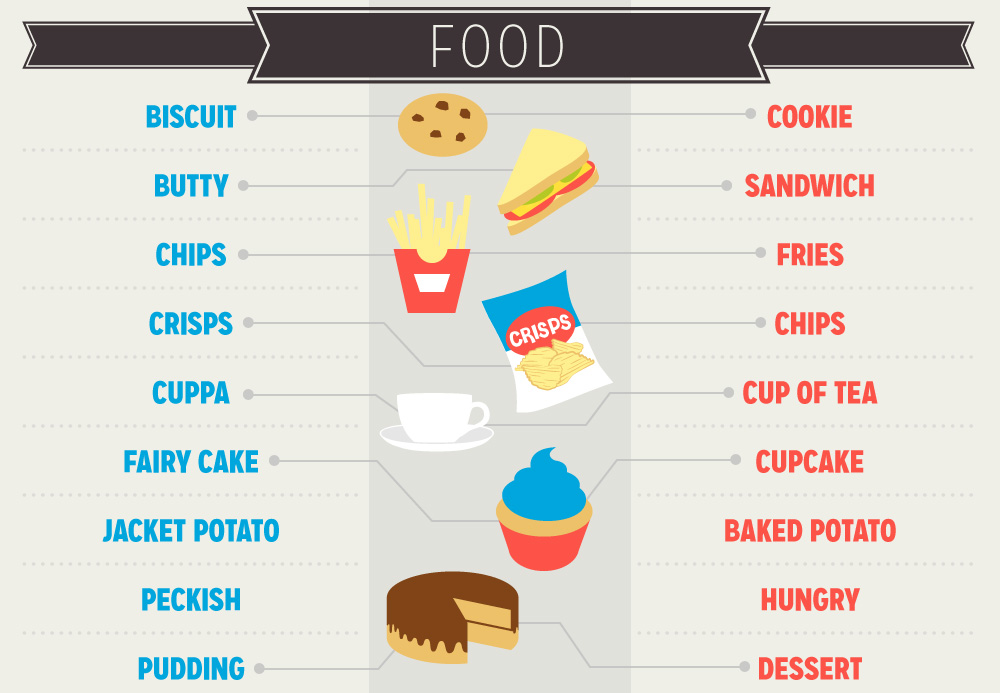 FOOD
BISCUIT COOKIE
BUTTY SANDWICH
CHIPS FRIES
CRISPS CHIPS
CRISPS
CUPPA CUP OF TEA
FAIRY CAKE CUPCAKE
JACKET POTATO BAKED POTATO
PECKISH HUNGRY
PUDDING DESSERT